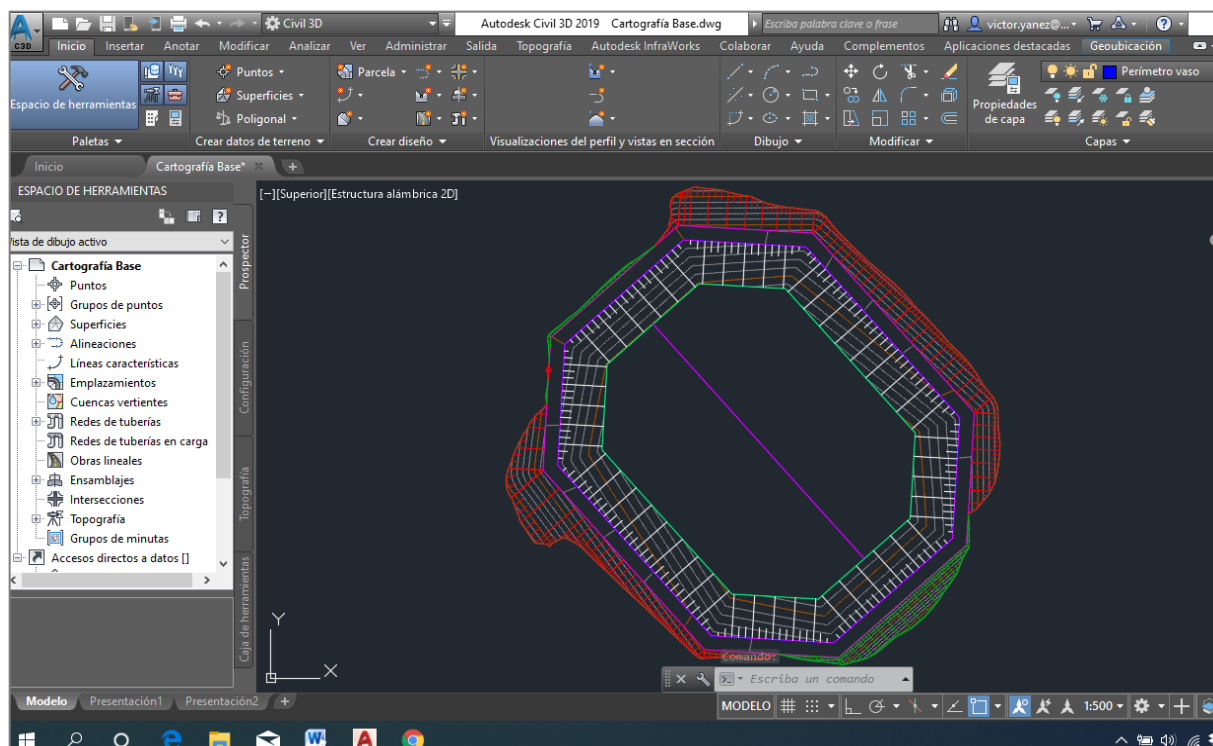 A
C3D
Civil 3D
Autodesk Civil 3D 2019 Cartografía Base.dwg
Escriba palabra clave o frase
victor.yanez@...
?
Inicio Insertar Anotar Modificar Analizar Ver Administrar Salida Topografía Autodesk InfraWorks Colaborar Ayuda Complementos Aplicaciones destacadas Geoubicación
Espacio de herramientas
Puntos
Superficies
Poligonal
Parcela
Propiedades
de capa
Perímetro vaso
Paletas Crear datos de terreno Crear diseño Visualizaciones del perfil y vistas en sección Dibujo Modificar Capas
Inicio Cartografía Base* +
ESPACIO DE HERRAMIENTAS
[−][Superior][Estructura alámbrica 2D]
?
ista de dibujo activo
Cartografía Base
Puntos
Grupos de puntos
Superficies
Alineaciones
Líneas características
Emplazamientos
Cuencas vertientes
Redes de tuberías
Redes de tuberías en carga
Obras lineales
Ensamblajes
Intersecciones
Topografía
Grupos de minutas
Accesos directos a datos []
Prospector
Configuración
Topografía
Caja de herramientas
Y
X
Comando:
Escriba un comando
Modelo Presentación1 Presentación2 +
MODELO 1:500